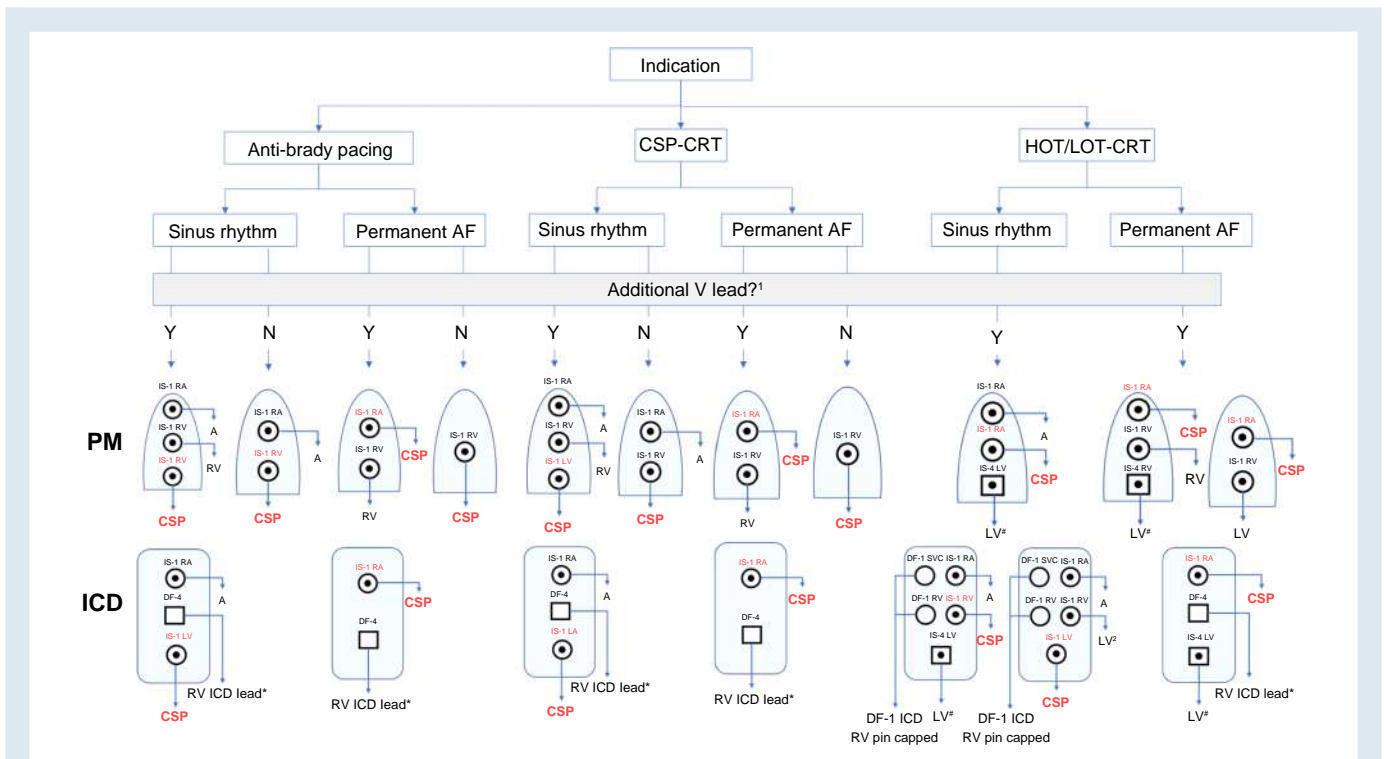 Indication
Anti-brady pacing
CSP-CRT
HOT/LOT-CRT
Sinus rhythm
Permanent AF
Sinus rhythm
Permanent AF
Sinus rhythm
Permanent AF
Additional V lead?¹
Y
N
Y
N
Y
N
Y
N
Y
Y
PM
IS-1 RA
A
IS-1 RV
RV
IS-1 RV
CSP
IS-1 RA
A
IS-1 RV
CSP
IS-1 RA
CSP
IS-1 RV
RV
IS-1 RV
CSP
IS-1 RA
A
IS-1 RV
RV
IS-1 LV
CSP
IS-1 RA
A
IS-1 RV
CSP
IS-1 RA
CSP
IS-1 RV
RV
IS-1 RV
CSP
IS-1 RA
A
IS-1 RA
CSP
IS-4 LV
LV#
IS-1 RA
CSP
IS-1 RV
RV
IS-4 RV
LV#
IS-1 RA
CSP
IS-1 RV
LV
ICD
IS-1 RA
A
DF-4
IS-1 LV
RV ICD lead*
CSP
IS-1 RA
CSP
DF-4
RV ICD lead*
IS-1 RA
A
DF-4
IS-1 LA
RV ICD lead*
CSP
IS-1 RA
CSP
DF-4
RV ICD lead*
DF-1 SVC
IS-1 RA
A
DF-1 RV
IS-1 RV
CSP
IS-4 LV
LV#
DF-1 ICD
RV pin capped
DF-1 SVC
IS-1 RA
A
DF-1 RV
IS-1 RV
LV²
IS-1 LV
CSP
DF-1 ICD
RV pin capped
IS-1 RA
CSP
DF-4
IS-4 LV
RV ICD lead*
LV#